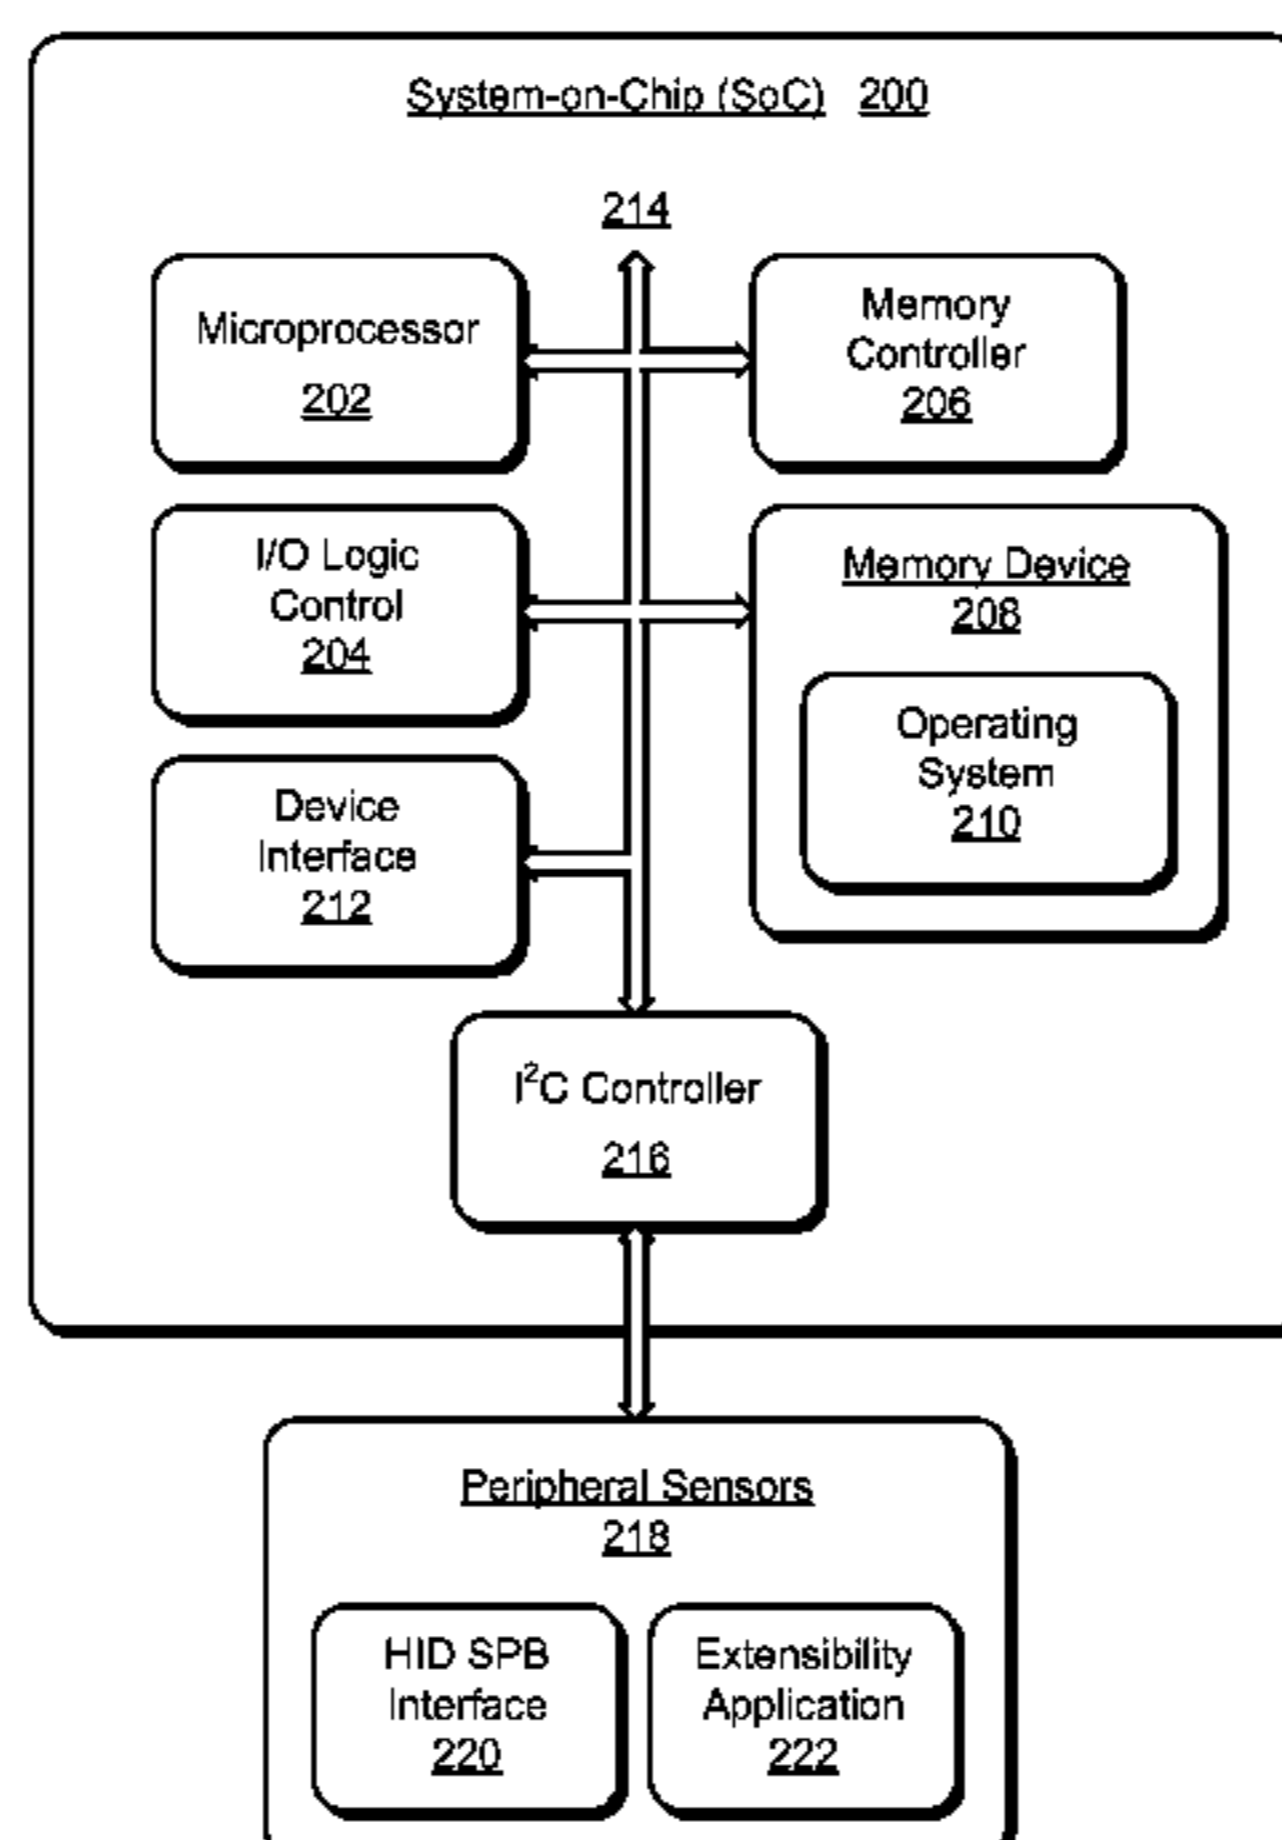 System-on-Chip (SoC) 200
214
Microprocessor
202
Memory
Controller
206
I/O Logic
Control
204
Memory Device
208
Operating
System
210
Device
Interface
212
I²C Controller
216
Peripheral Sensors
218
HID SPB
Interface
220
Extensibility
Application
222